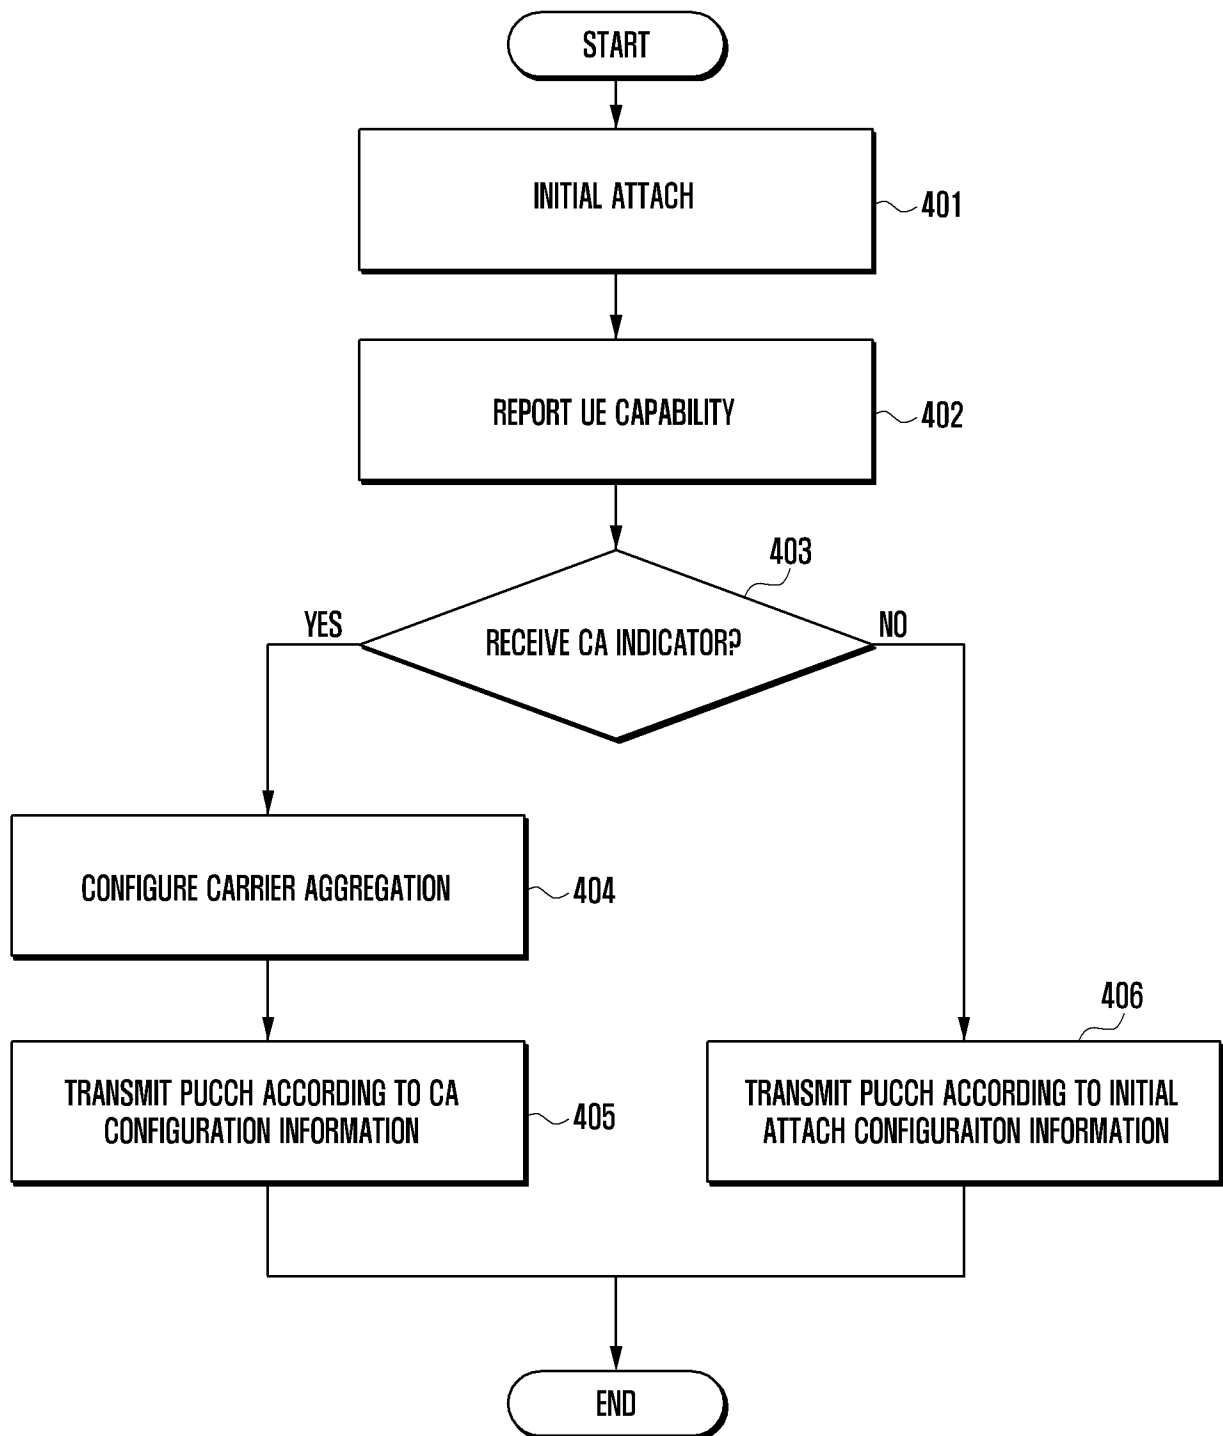 START
INITIAL ATTACH
401
REPORT UE CAPABILITY
402
403
YES
RECEIVE CA INDICATOR?
NO
CONFIGURE CARRIER AGGREGATION
404
406
TRANSMIT PUCCH ACCORDING TO CA
CONFIGURATION INFORMATION
405
TRANSMIT PUCCH ACCORDING TO INITIAL
ATTACH CONFIGURAITON INFORMATION
END